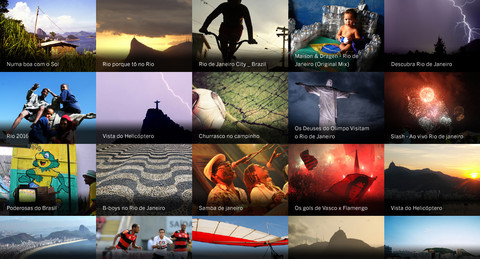 Numa boa com o Sol
Rio porque tô no Rio
Rio de Janeiro City _ Brazil
Maison & Dragen - Rio de
Janeiro (Original Mix)
Descubra Rio de Janeiro
Rio 2016
Vista do Helicóptero
Churrasco no campinho
Os Deuses do Olimpo Visitam
o Rio de Janeiro
Slash - Ao vivo Rio de janeiro
Poderosas do Brasil
B-boys no Rio de Janeiro
Samba de janeiro
Os gols de Vasco x Flamengo
Vista do Helicóptero